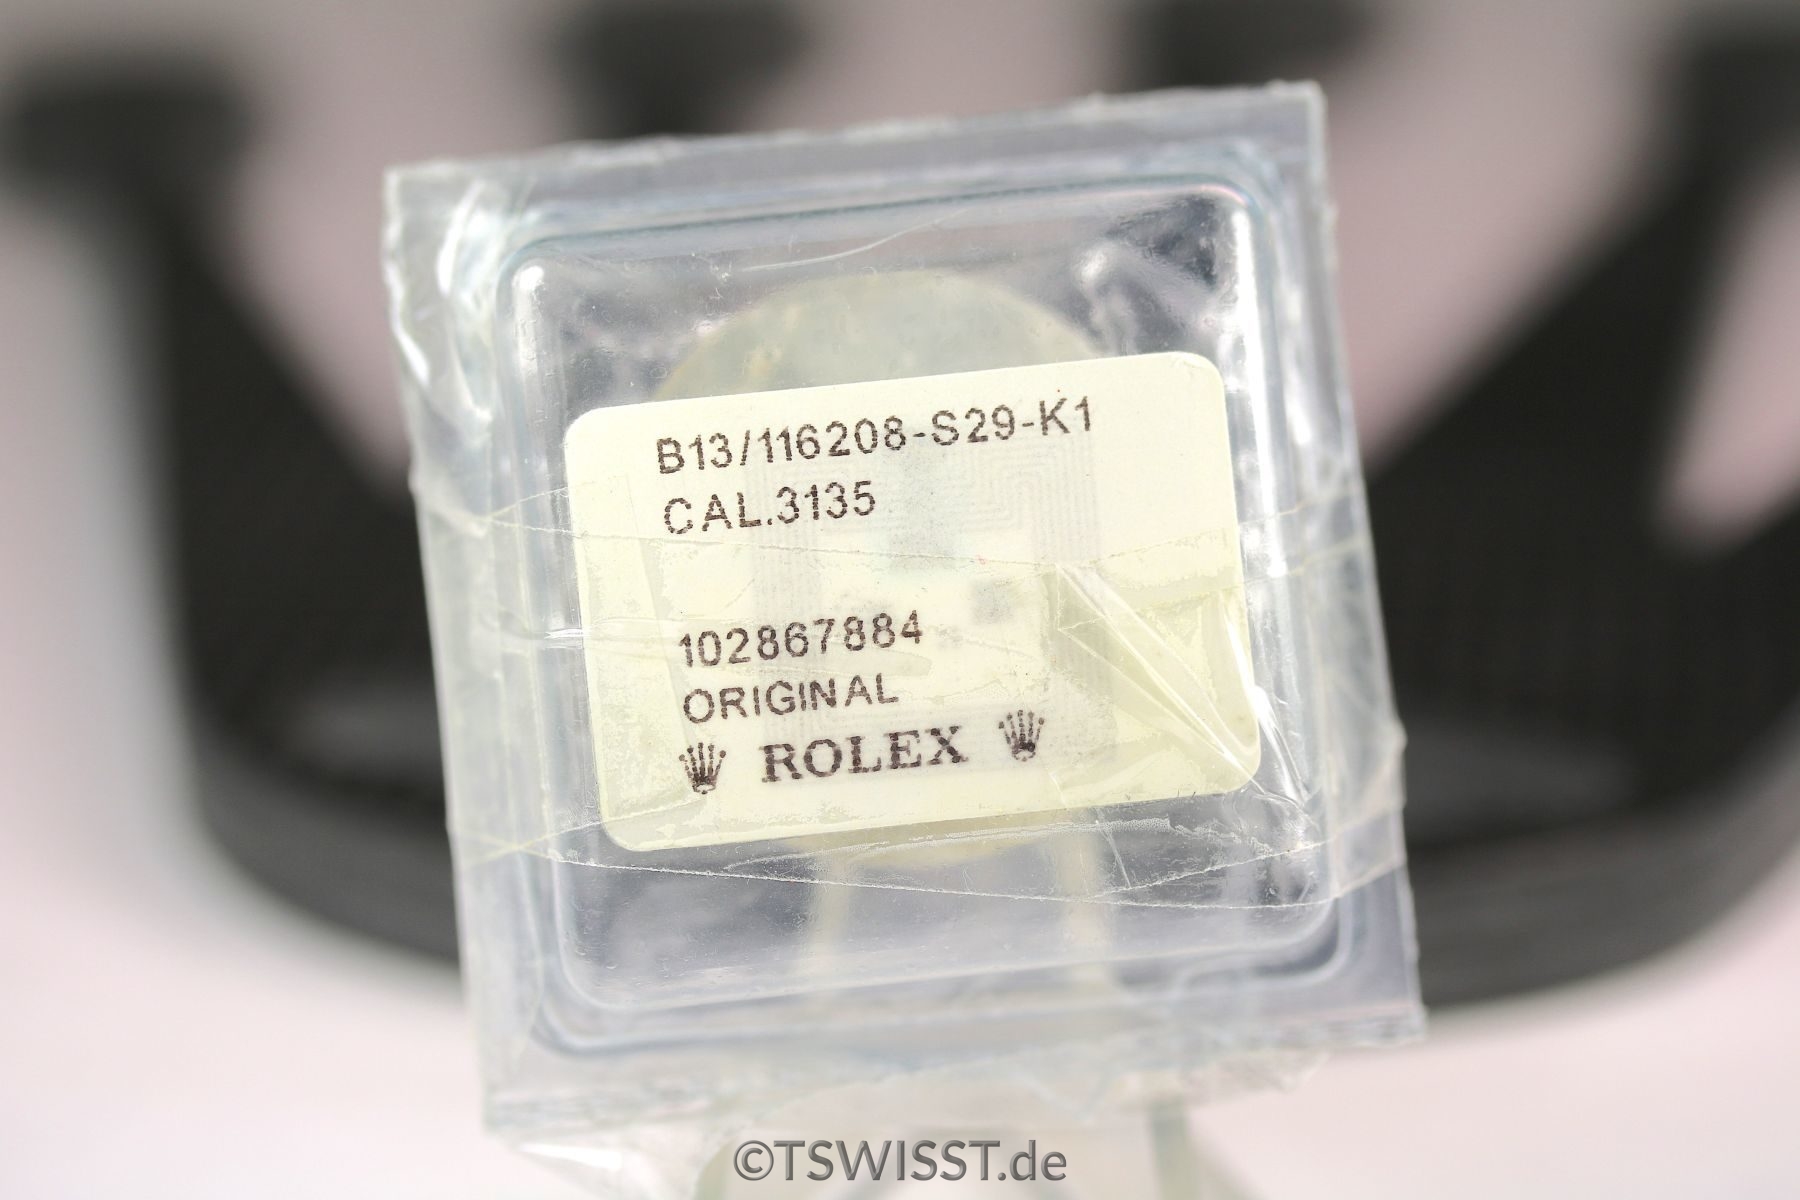 B13/116208-S29-K1
CAL.3135
102867884
ORIGINAL
ROLEX
©TSWISST.de